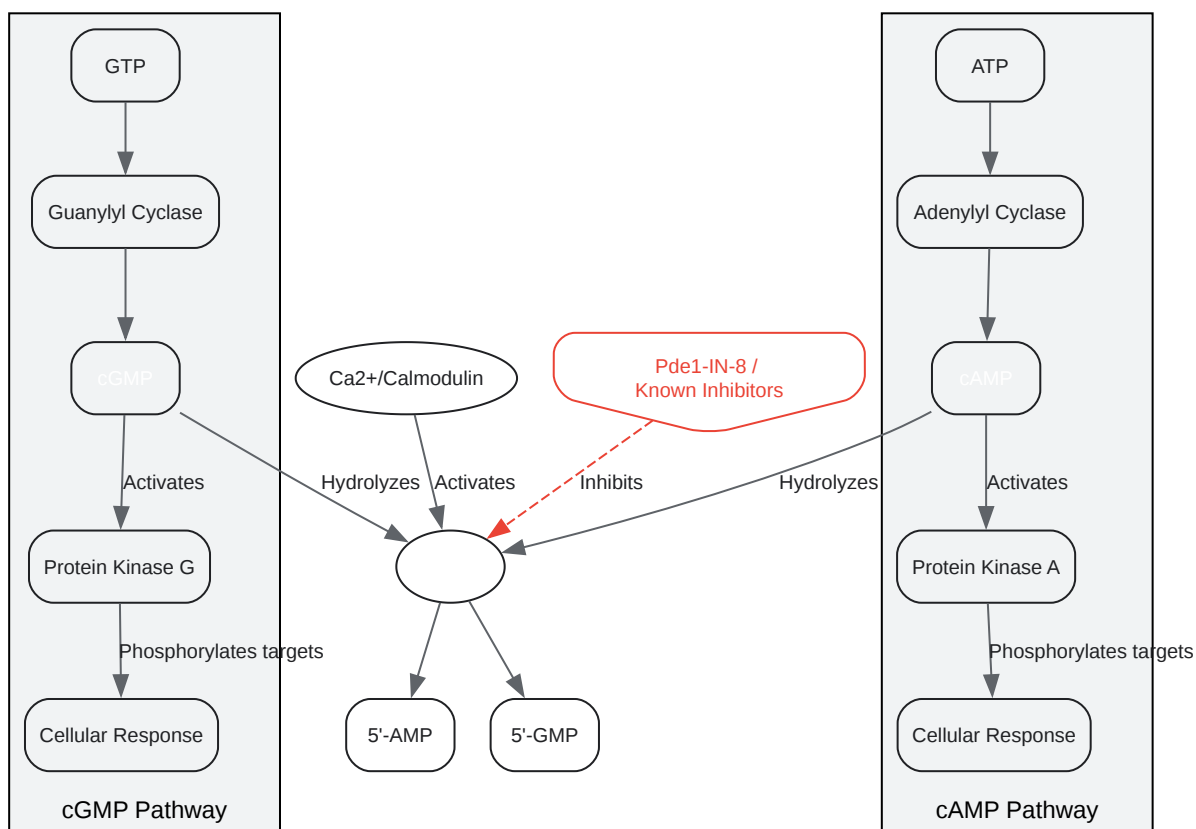 GTP
ATP
Guanylyl Cyclase
Adenylyl Cyclase
cGMP
Ca2+/Calmodulin
Pde1-IN-8 /
Known Inhibitors
cAMP
Activates
Hydrolyzes
Activates
Inhibits
Hydrolyzes
Activates
Protein Kinase G
Protein Kinase A
Phosphorylates targets
Phosphorylates targets
Cellular Response
5'-AMP
5'-GMP
Cellular Response
cGMP Pathway
cAMP Pathway